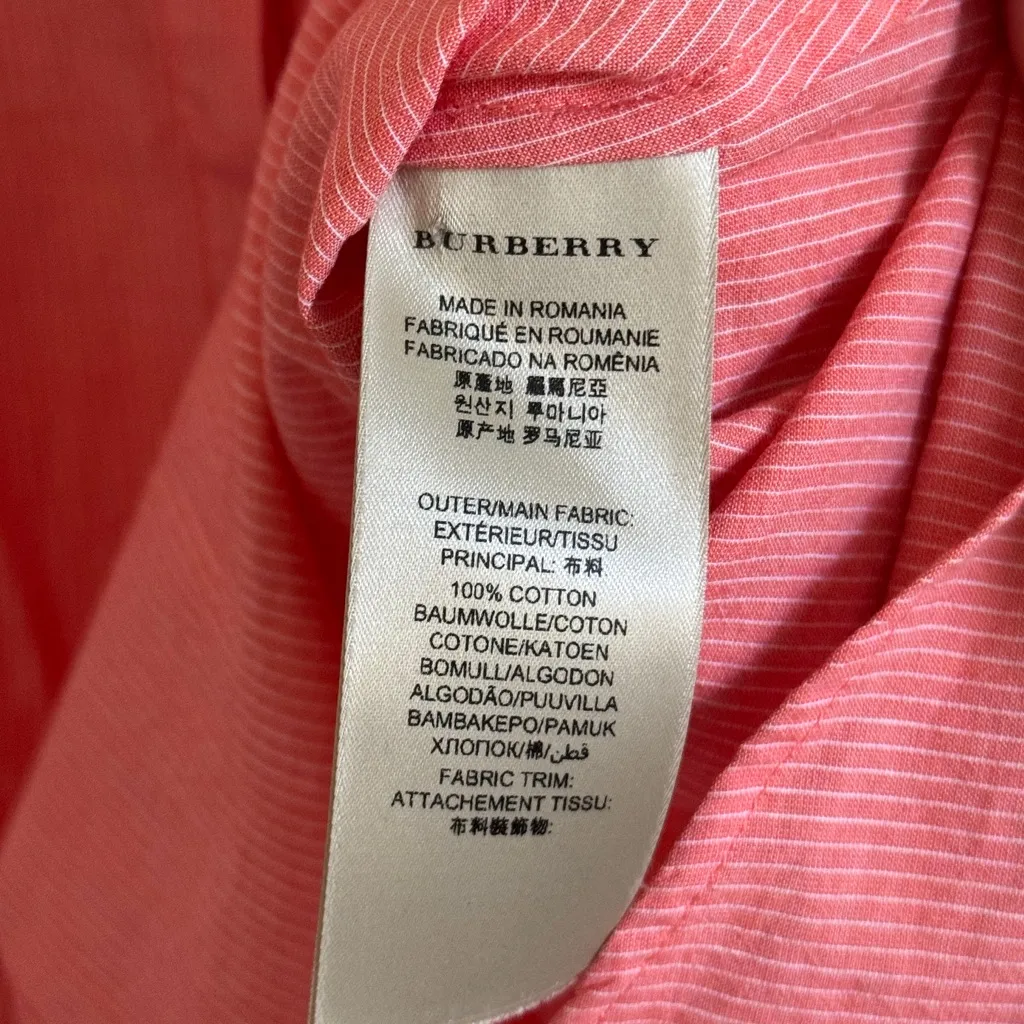 BURBERRY
MADE IN ROMANIA
FABRIQUÉ EN ROUMANIE
FABRICADO NA ROMÊNIA
原產地 羅馬尼亞
원산지 루마니아
原产地 罗马尼亚
OUTER/MAIN FABRIC:
EXTÉRIEUR/TISSU
PRINCIPAL: 布料
100% COTTON
BAUMWOLLE/COTON
COTONE/KATOEN
BOMULL/ALGODON
ALGODÃO/PUUVILLA
BAMBAKEPO/PAMUK
ХЛОПОК/棉/قطن
FABRIC TRIM:
ATTACHEMENT TISSU:
布料裝飾物: